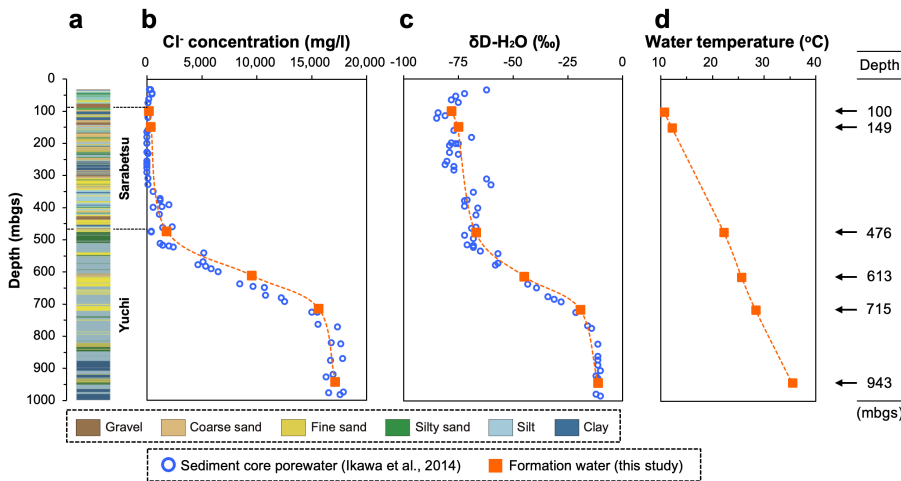 a
b
c
d
Cl⁻ concentration (mg/l)
δD-H₂O (‰)
Water temperature (°C)
Depth
0
5,000
10,000
15,000
20,000
-100
-75
-50
-25
0
10
20
30
40
0
100
200
300
400
500
600
700
800
900
1000
Depth (mbgs)
Sarabetsu
Yuchi
100
149
476
613
715
943
(mbgs)
Gravel
Coarse sand
Fine sand
Silty sand
Silt
Clay
Sediment core porewater (Ikawa et al., 2014)
Formation water (this study)